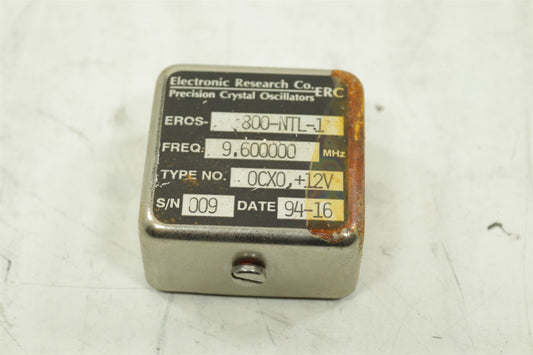 Electronic Research Co. ERC
Precision Crystal Oscillators
EROS- 800-NTL-1
FREQ. 9.600000 MHz
TYPE NO. OCXO,+12V
S/N 009 DATE 94-16